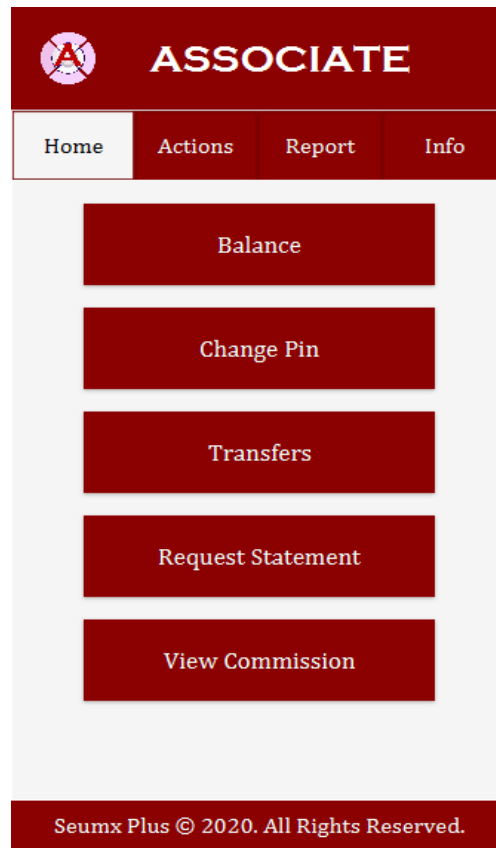 A
ASSOCIATE
Home Actions Report Info
Balance
Change Pin
Transfers
Request Statement
View Commission
Seumx Plus © 2020. All Rights Reserved.